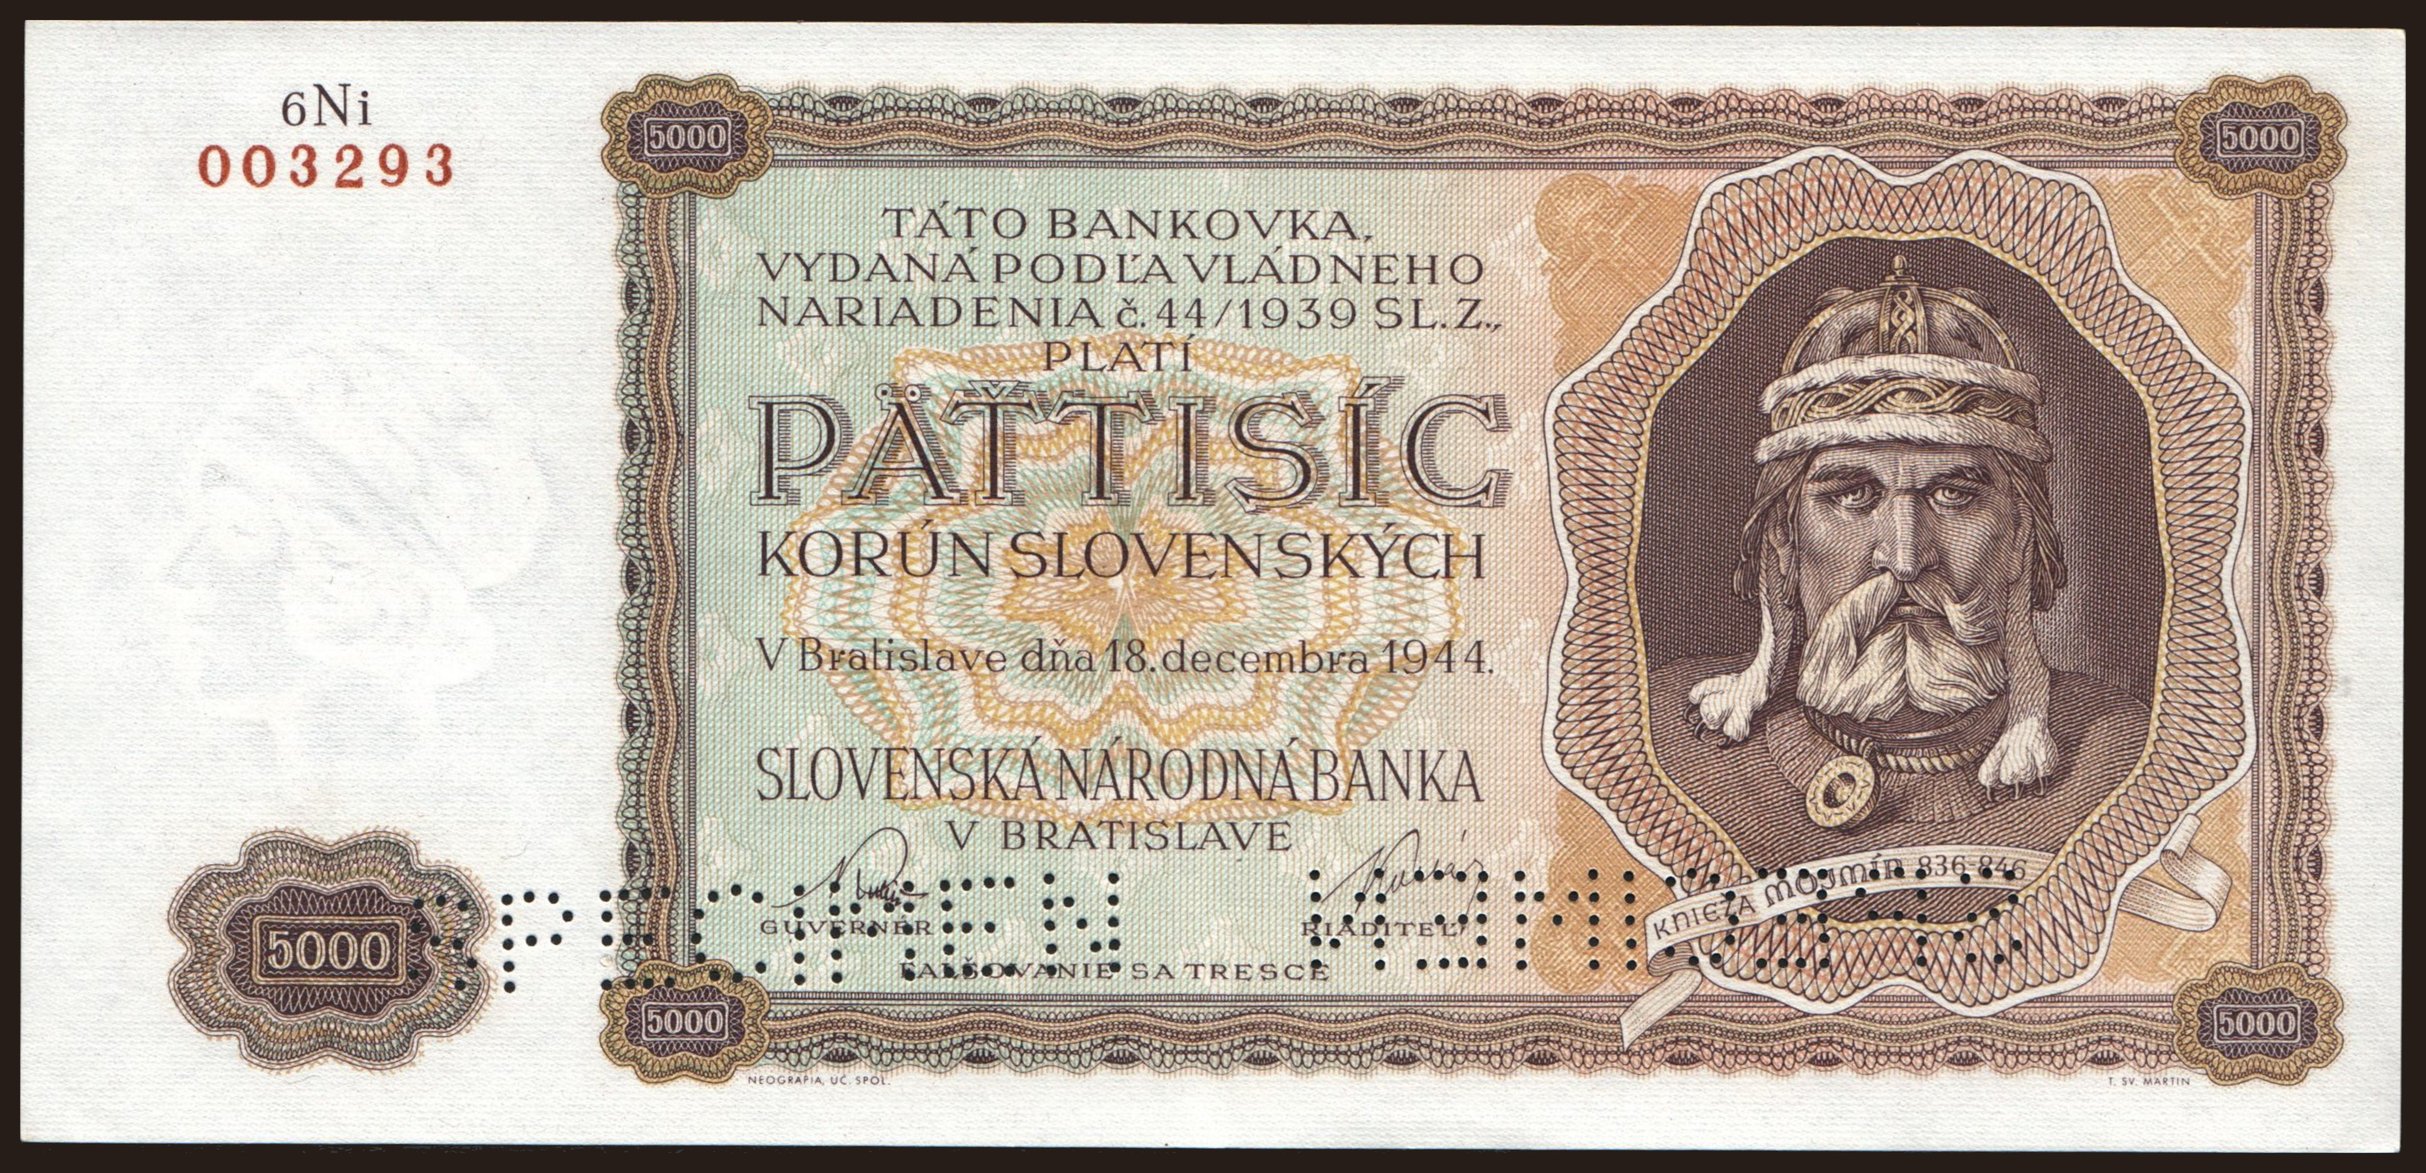 6Ni
003293
5000
5000
TÁTO BANKOVKA,
VYDANÁ PODĽA VLÁDNEHO
NARIADENIA č. 44/1939 SL. Z.,
PLATÍ
PÄŤTISÍC
KORÚN SLOVENSKÝCH
V Bratislave dňa 18. decembra 1944.
SLOVENSKÁ NÁRODNÁ BANKA
V BRATISLAVE
GUVERNÉR
RIADITEĽ
FALŠOVANIE SA TRESCE
SPECIMEN
KNIEŽA MOJMÍR 836-846
5000
5000
5000
NEOGRAFIA, UČ. SPOL.
T. SV. MARTIN